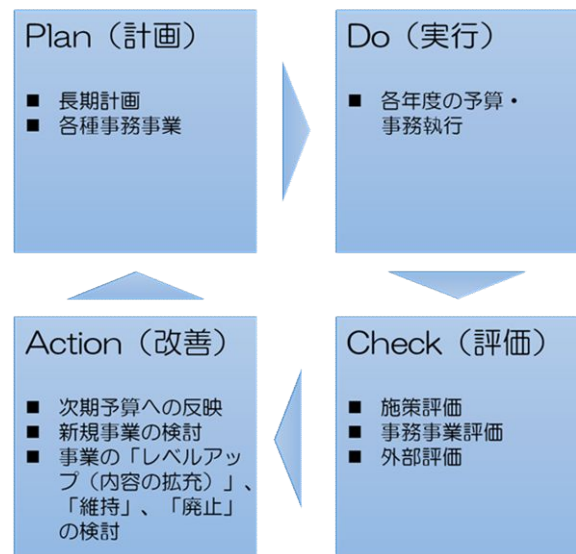 Plan（計画）
■ 長期計画
■ 各種事務事業
Do（実行）
■ 各年度の予算・
事務執行
Check（評価）
■ 施策評価
■ 事務事業評価
■ 外部評価
Action（改善）
■ 次期予算への反映
■ 新規事業の検討
■ 事業の「レベルアッ
プ（内容の拡充）」、
「維持」、「廃止」
の検討